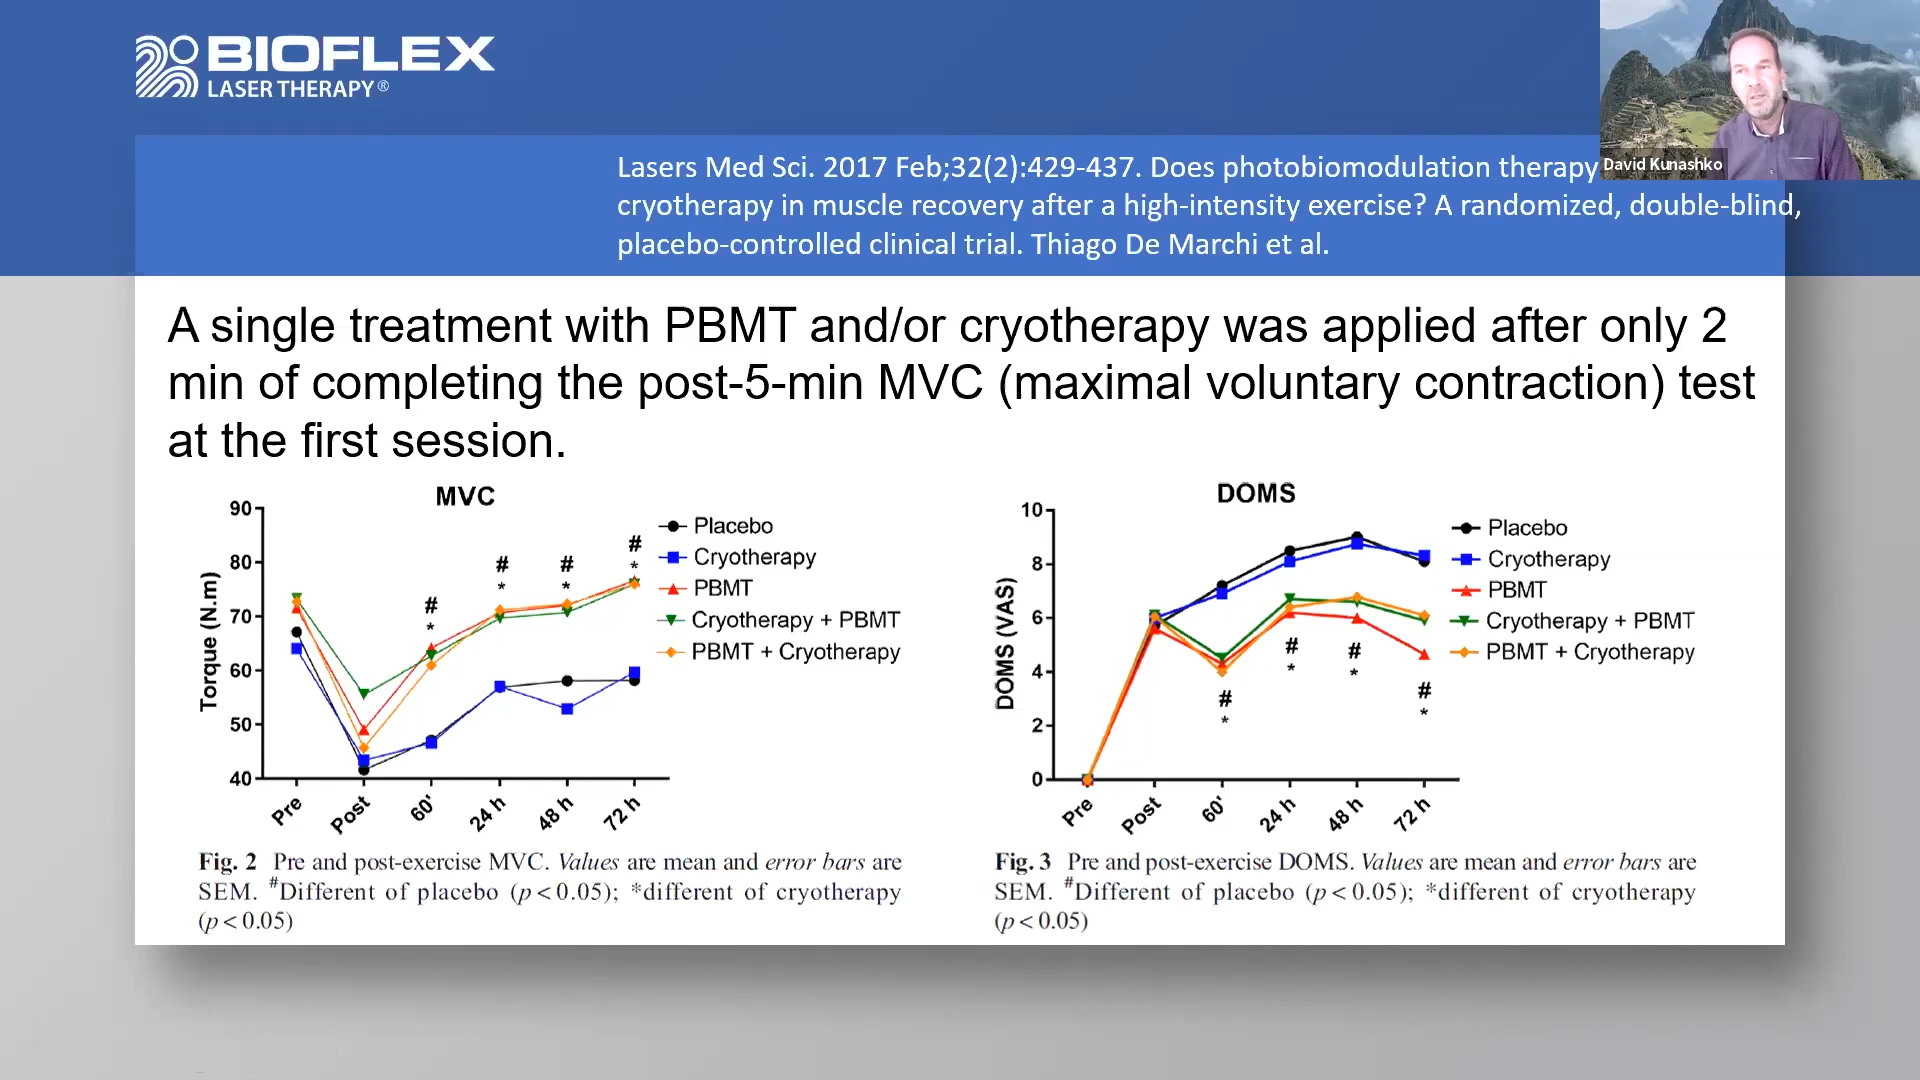 BIOFLEX
LASER THERAPY®
David Kunashko
Lasers Med Sci. 2017 Feb;32(2):429-437. Does photobiomodulation therapy
cryotherapy in muscle recovery after a high-intensity exercise? A randomized, double-blind,
placebo-controlled clinical trial. Thiago De Marchi et al.
A single treatment with PBMT and/or cryotherapy was applied after only 2
min of completing the post-5-min MVC (maximal voluntary contraction) test
at the first session.
MVC
Torque (N.m)
90
80
70
60
50
40
# # # #
* * * *
Placebo
Cryotherapy
PBMT
Cryotherapy + PBMT
PBMT + Cryotherapy
Pre Post 60' 24 h 48 h 72 h
Fig. 2 Pre and post-exercise MVC. Values are mean and error bars are
SEM. #Different of placebo (p < 0.05); *different of cryotherapy
(p < 0.05)
DOMS
DOMS (VAS)
10
8
6
4
2
0
# # # #
* * * *
Placebo
Cryotherapy
PBMT
Cryotherapy + PBMT
PBMT + Cryotherapy
Pre Post 60' 24 h 48 h 72 h
Fig. 3 Pre and post-exercise DOMS. Values are mean and error bars are
SEM. #Different of placebo (p < 0.05); *different of cryotherapy
(p < 0.05)